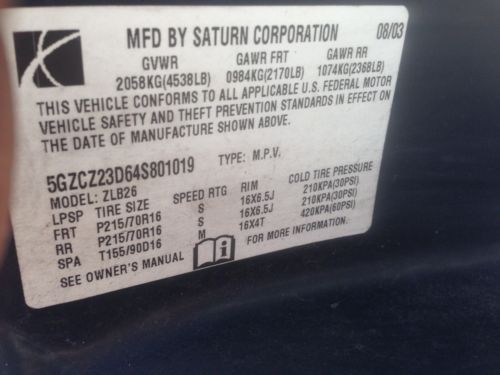 MFD BY SATURN CORPORATION 08/03
GVWR GAWR FRT GAWR RR
2058KG(4538LB) 0984KG(2170LB) 1074KG(2368LB)
THIS VEHICLE CONFORMS TO ALL APPLICABLE U.S. FEDERAL MOTOR
VEHICLE SAFETY AND THEFT PREVENTION STANDARDS IN EFFECT ON
THE DATE OF MANUFACTURE SHOWN ABOVE.
5GZCZ23D64S801019 TYPE: M.P.V.
MODEL: ZLB26
LPSP TIRE SIZE SPEED RTG RIM COLD TIRE PRESSURE
FRT P215/70R16 S 16X6.5J 210KPA(30PSI)
RR P215/70R16 S 16X6.5J 210KPA(30PSI)
SPA T155/90D16 M 16X4T 420KPA(60PSI)
SEE OWNER'S MANUAL FOR MORE INFORMATION.